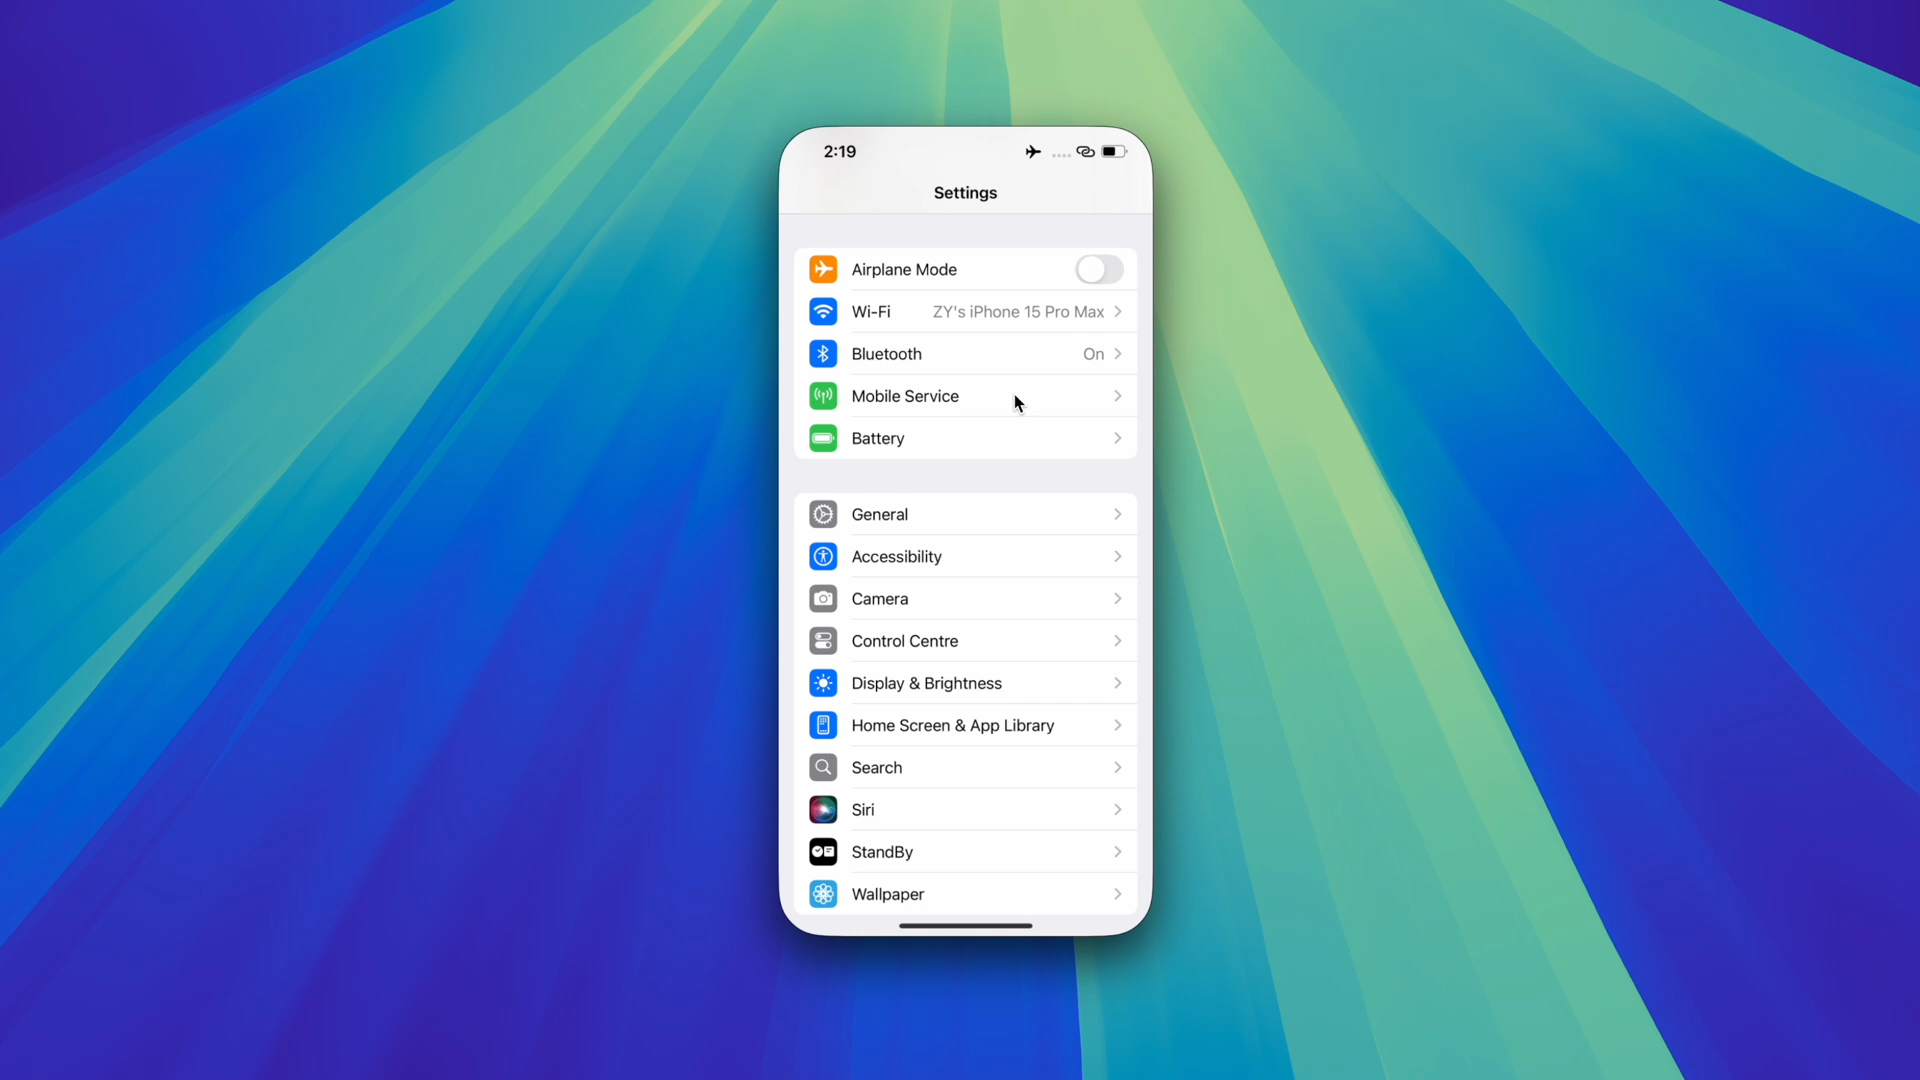 2:19
Settings
Airplane Mode
Wi-Fi ZY's iPhone 15 Pro Max
Bluetooth On
Mobile Service
Battery
General
Accessibility
Camera
Control Centre
Display & Brightness
Home Screen & App Library
Search
Siri
StandBy
Wallpaper